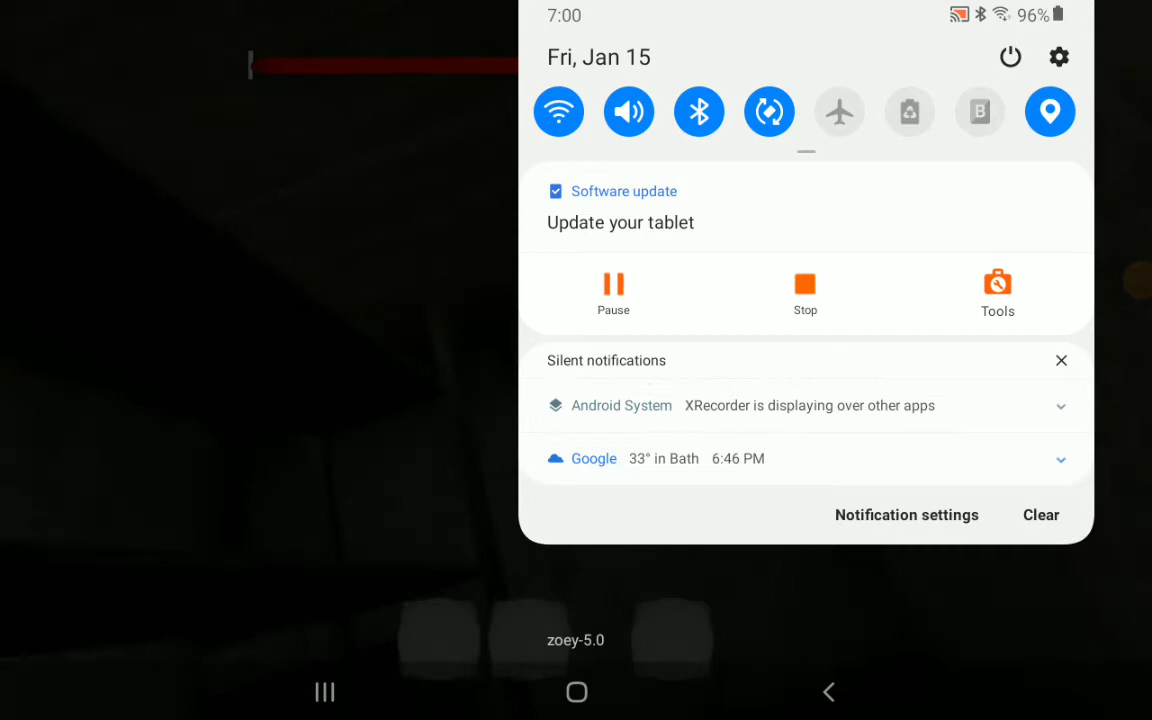 7:00 96%
Fri, Jan 15
B
Software update
Update your tablet
Pause Stop Tools
Silent notifications
Android System XRecorder is displaying over other apps
Google 33° in Bath 6:46 PM
Notification settings Clear
zoey-5.0